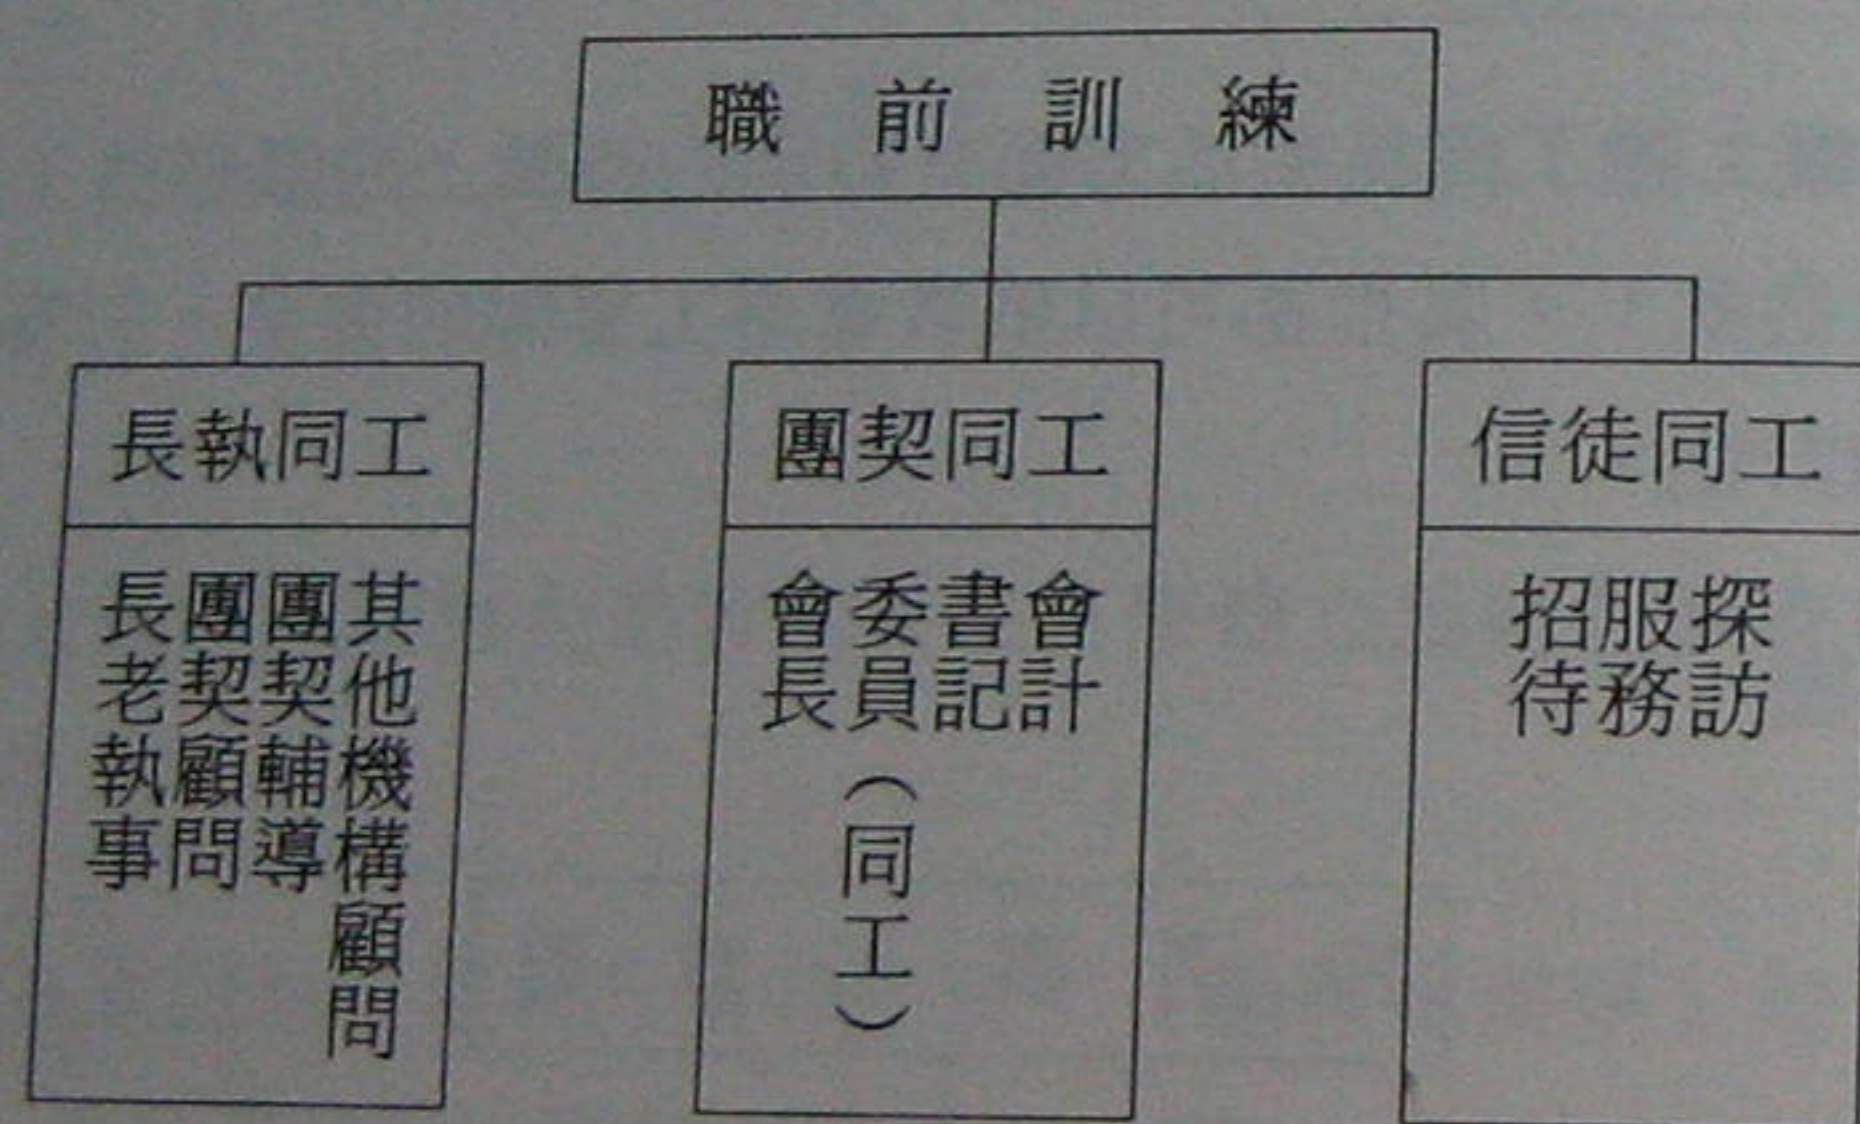 職前訓練
長執同工
長老執事
團契顧問
團契輔導
其他機構顧問
團契同工
會長
委員(同工)
書記
會計
信徒同工
招待
服務
探訪